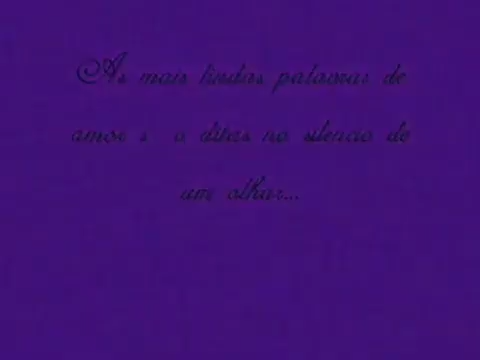 As mais lindas palavras de
amor s o ditas no silencio de
um olhar...